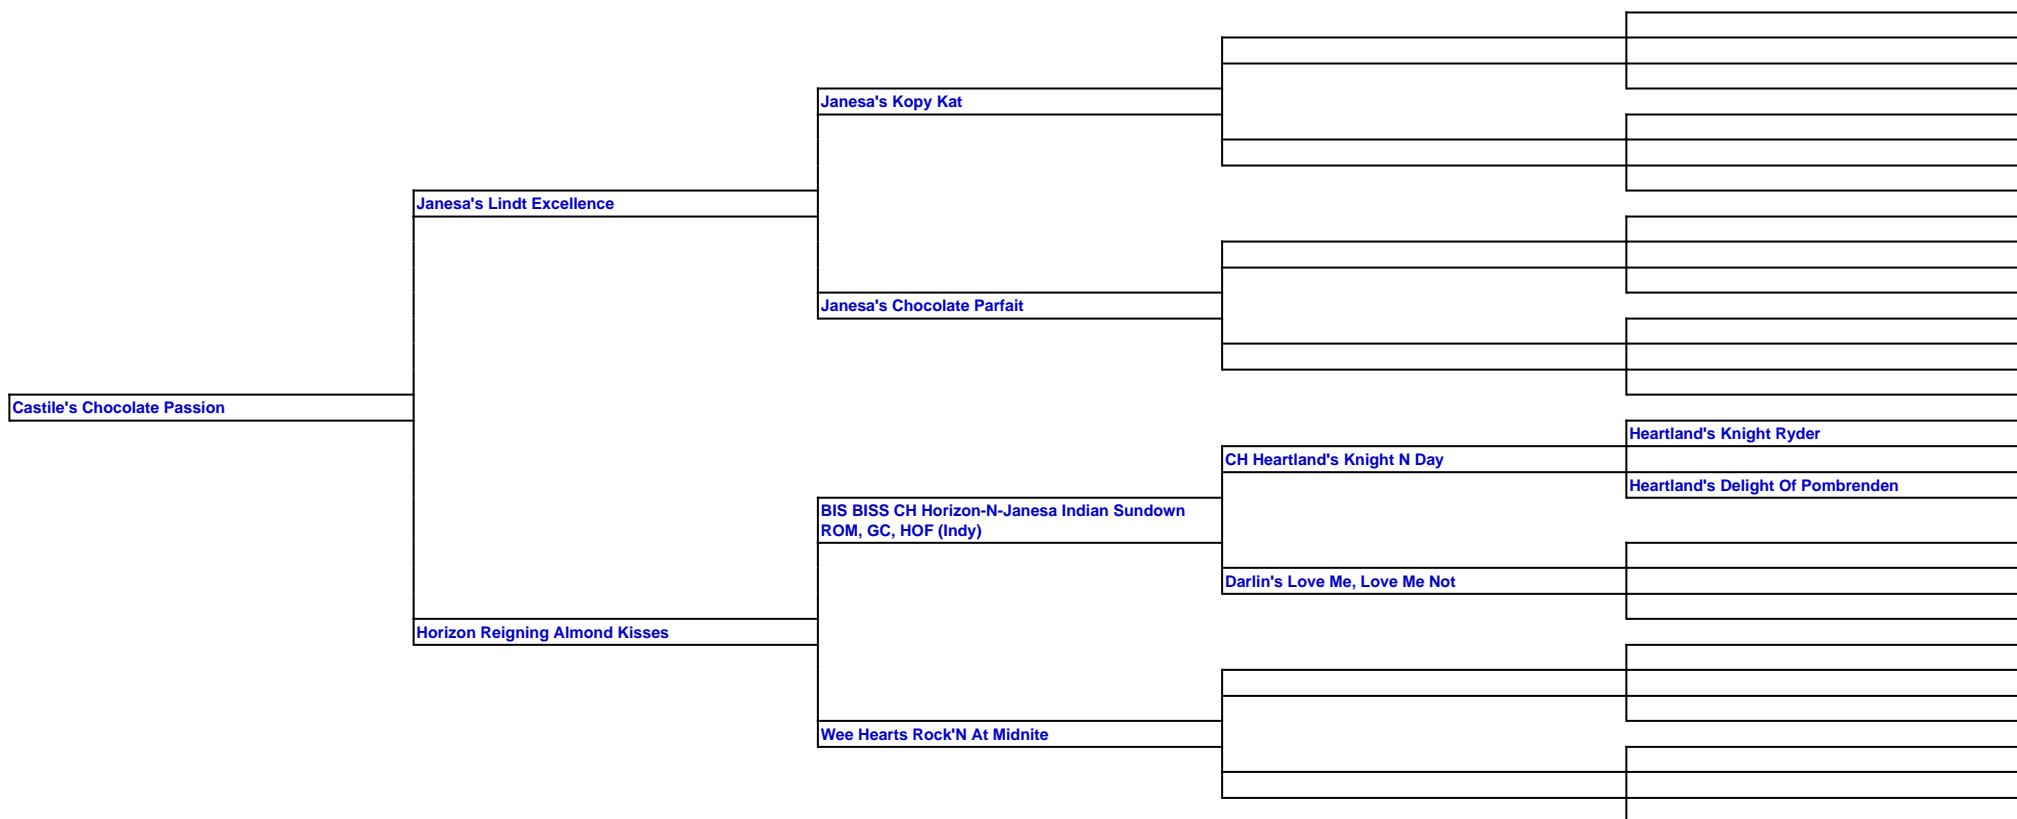 Janesa's Kopy Kat
Janesa's Lindt Excellence
Janesa's Chocolate Parfait
Castile's Chocolate Passion
Heartland's Knight Ryder
CH Heartland's Knight N Day
Heartland's Delight Of Pombrenden
BIS BISS CH Horizon-N-Janesa Indian Sundown
ROM, GC, HOF (Indy)
Darlin's Love Me, Love Me Not
Horizon Reigning Almond Kisses
Wee Hearts Rock'N At Midnite